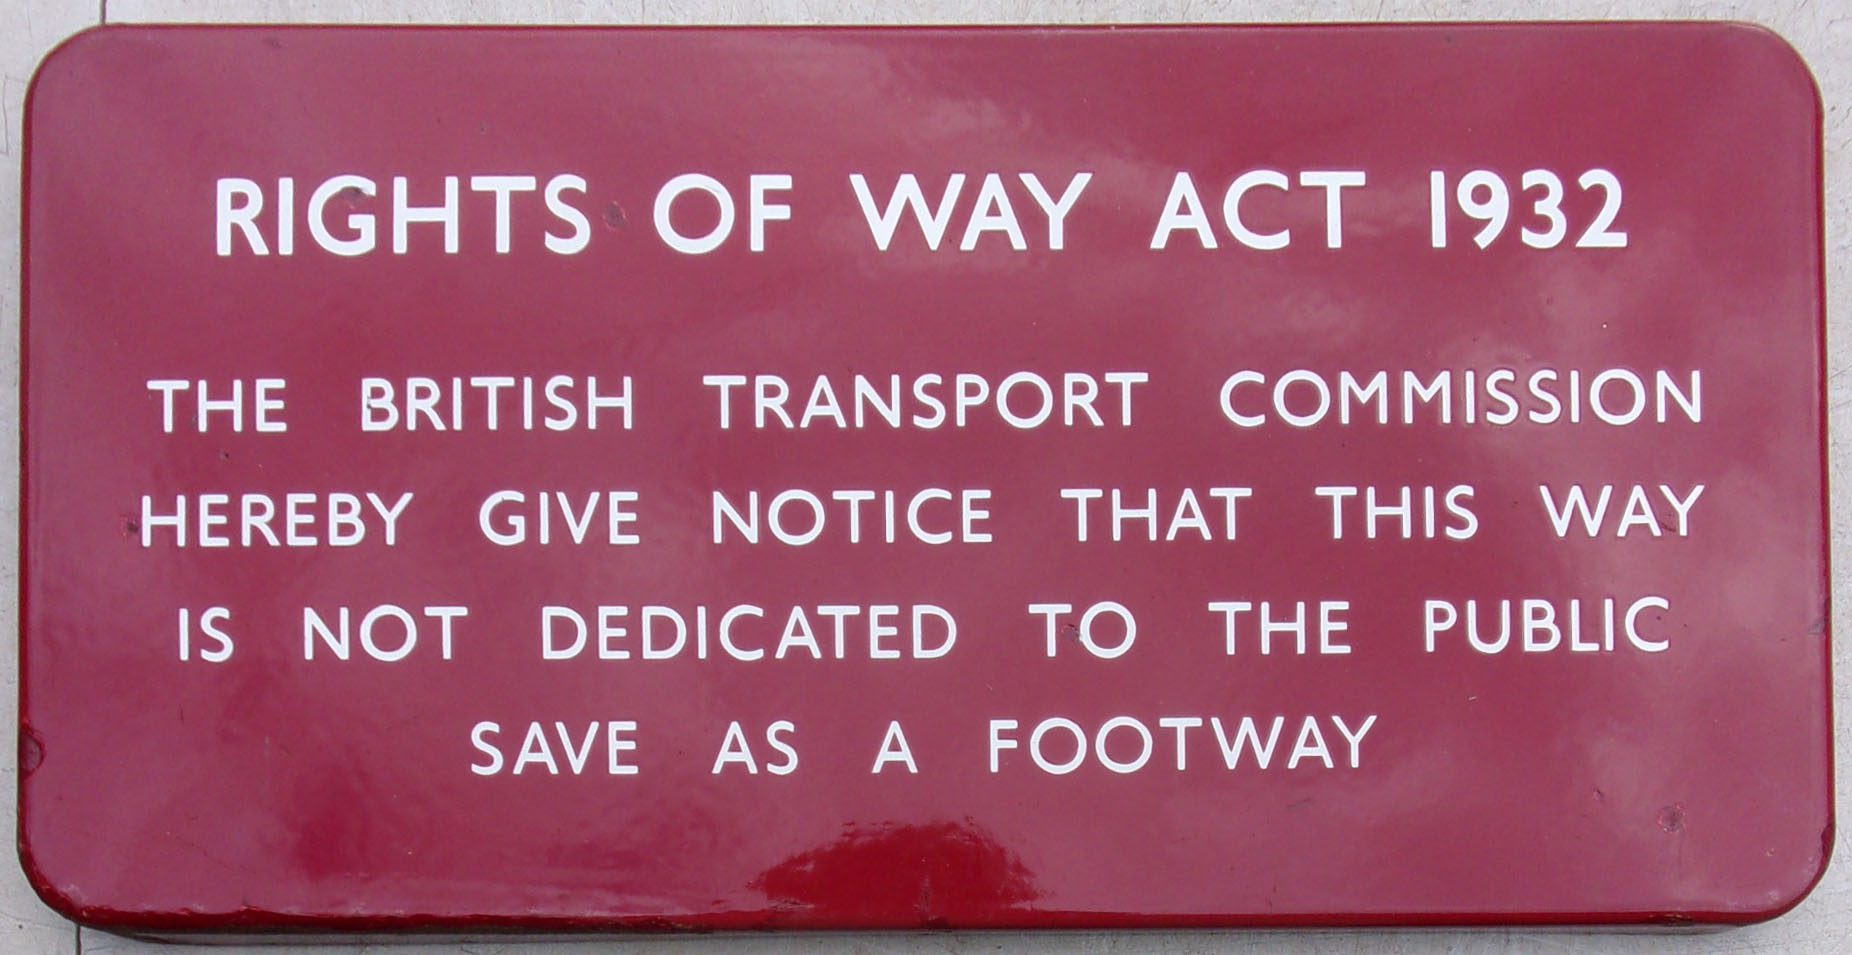 RIGHTS OF WAY ACT 1932
THE BRITISH TRANSPORT COMMISSION
HEREBY GIVE NOTICE THAT THIS WAY
IS NOT DEDICATED TO THE PUBLIC
SAVE AS A FOOTWAY